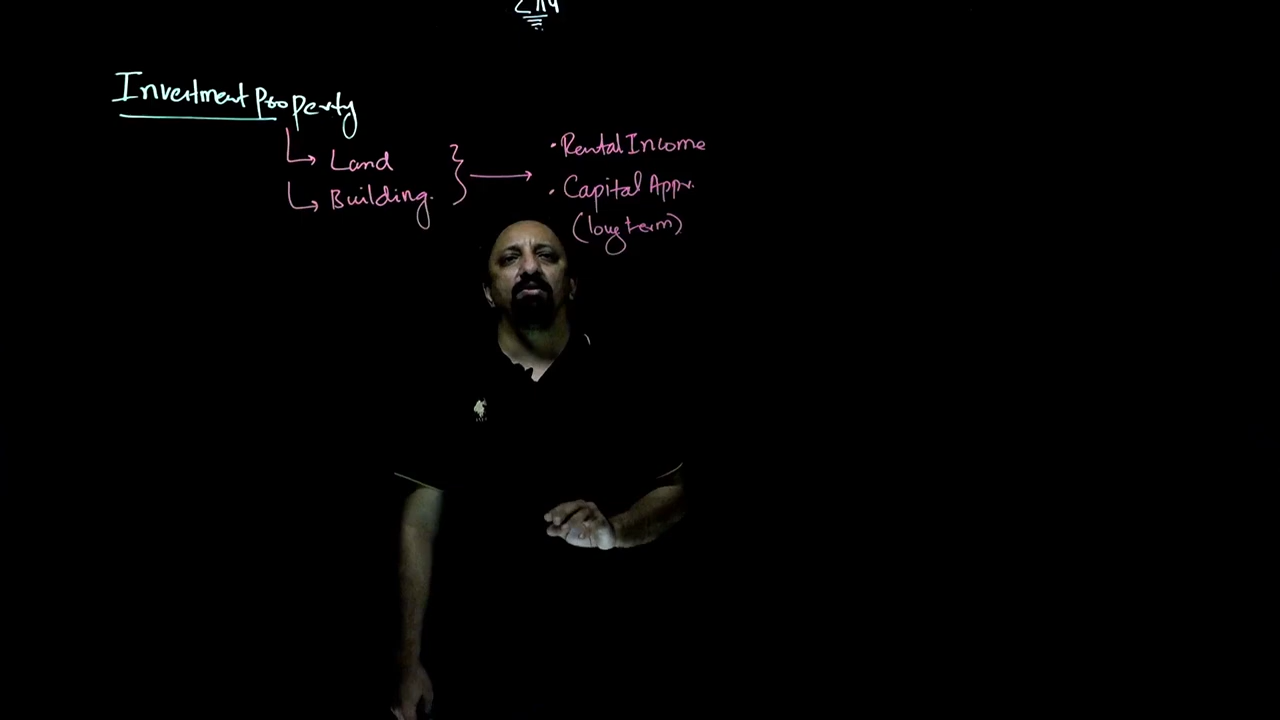 Investment Property
Land
Building.
• Rental Income
• Capital Appr.
(long term)